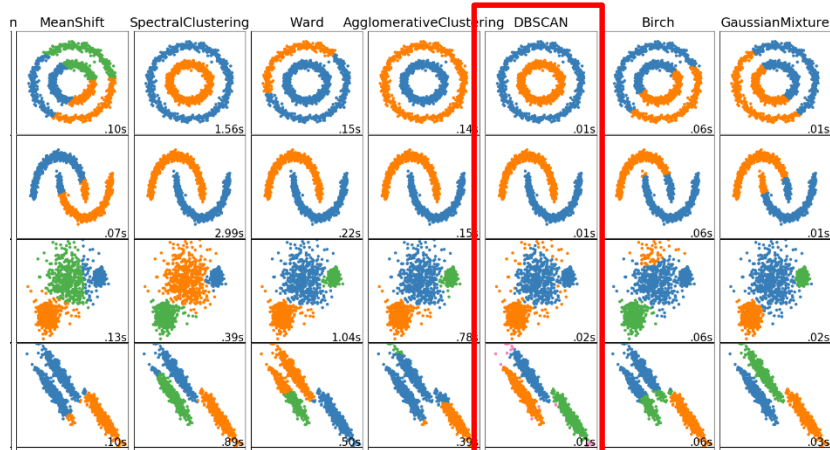 n MeanShift SpectralClustering Ward AgglomerativeClustering DBSCAN Birch GaussianMixture
.10s 1.56s .15s .14s .01s .06s .01s
.07s 2.99s .22s .15s .01s .06s .01s
.13s .39s 1.04s .78s .02s .06s .02s
.10s .89s .50s .39s .01s .06s .03s